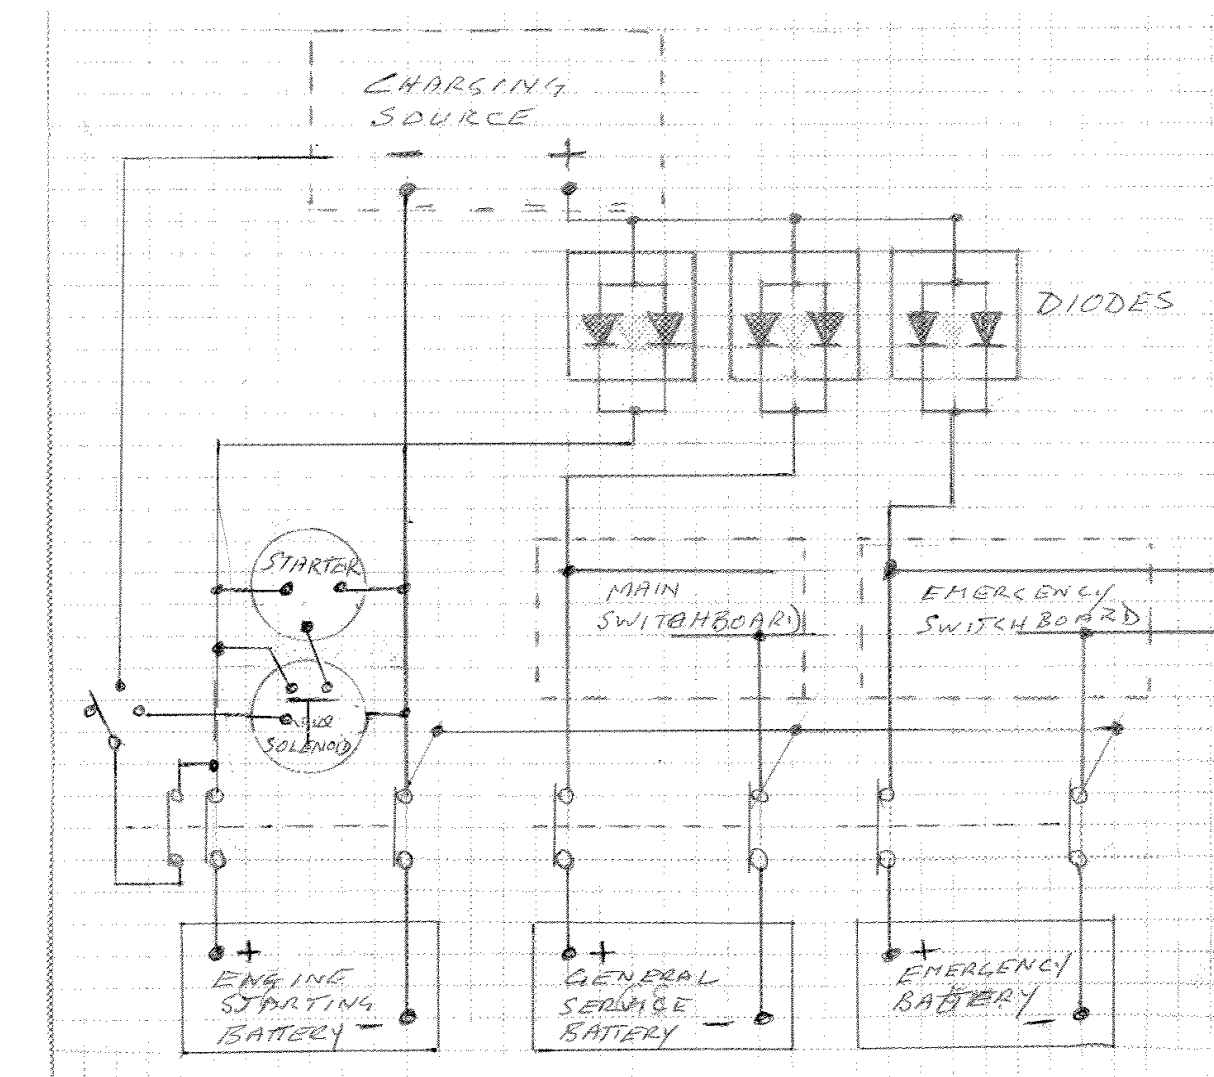 CHARGING
SOURCE
- +
DIODES
STARTER
MAIN
SWITCHBOARD
EMERGENCY
SWITCHBOARD
SOLENOID
+
ENGINE
STARTING
BATTERY -
+
GENERAL
SERVICE
BATTERY -
+
EMERGENCY
BATTERY
-